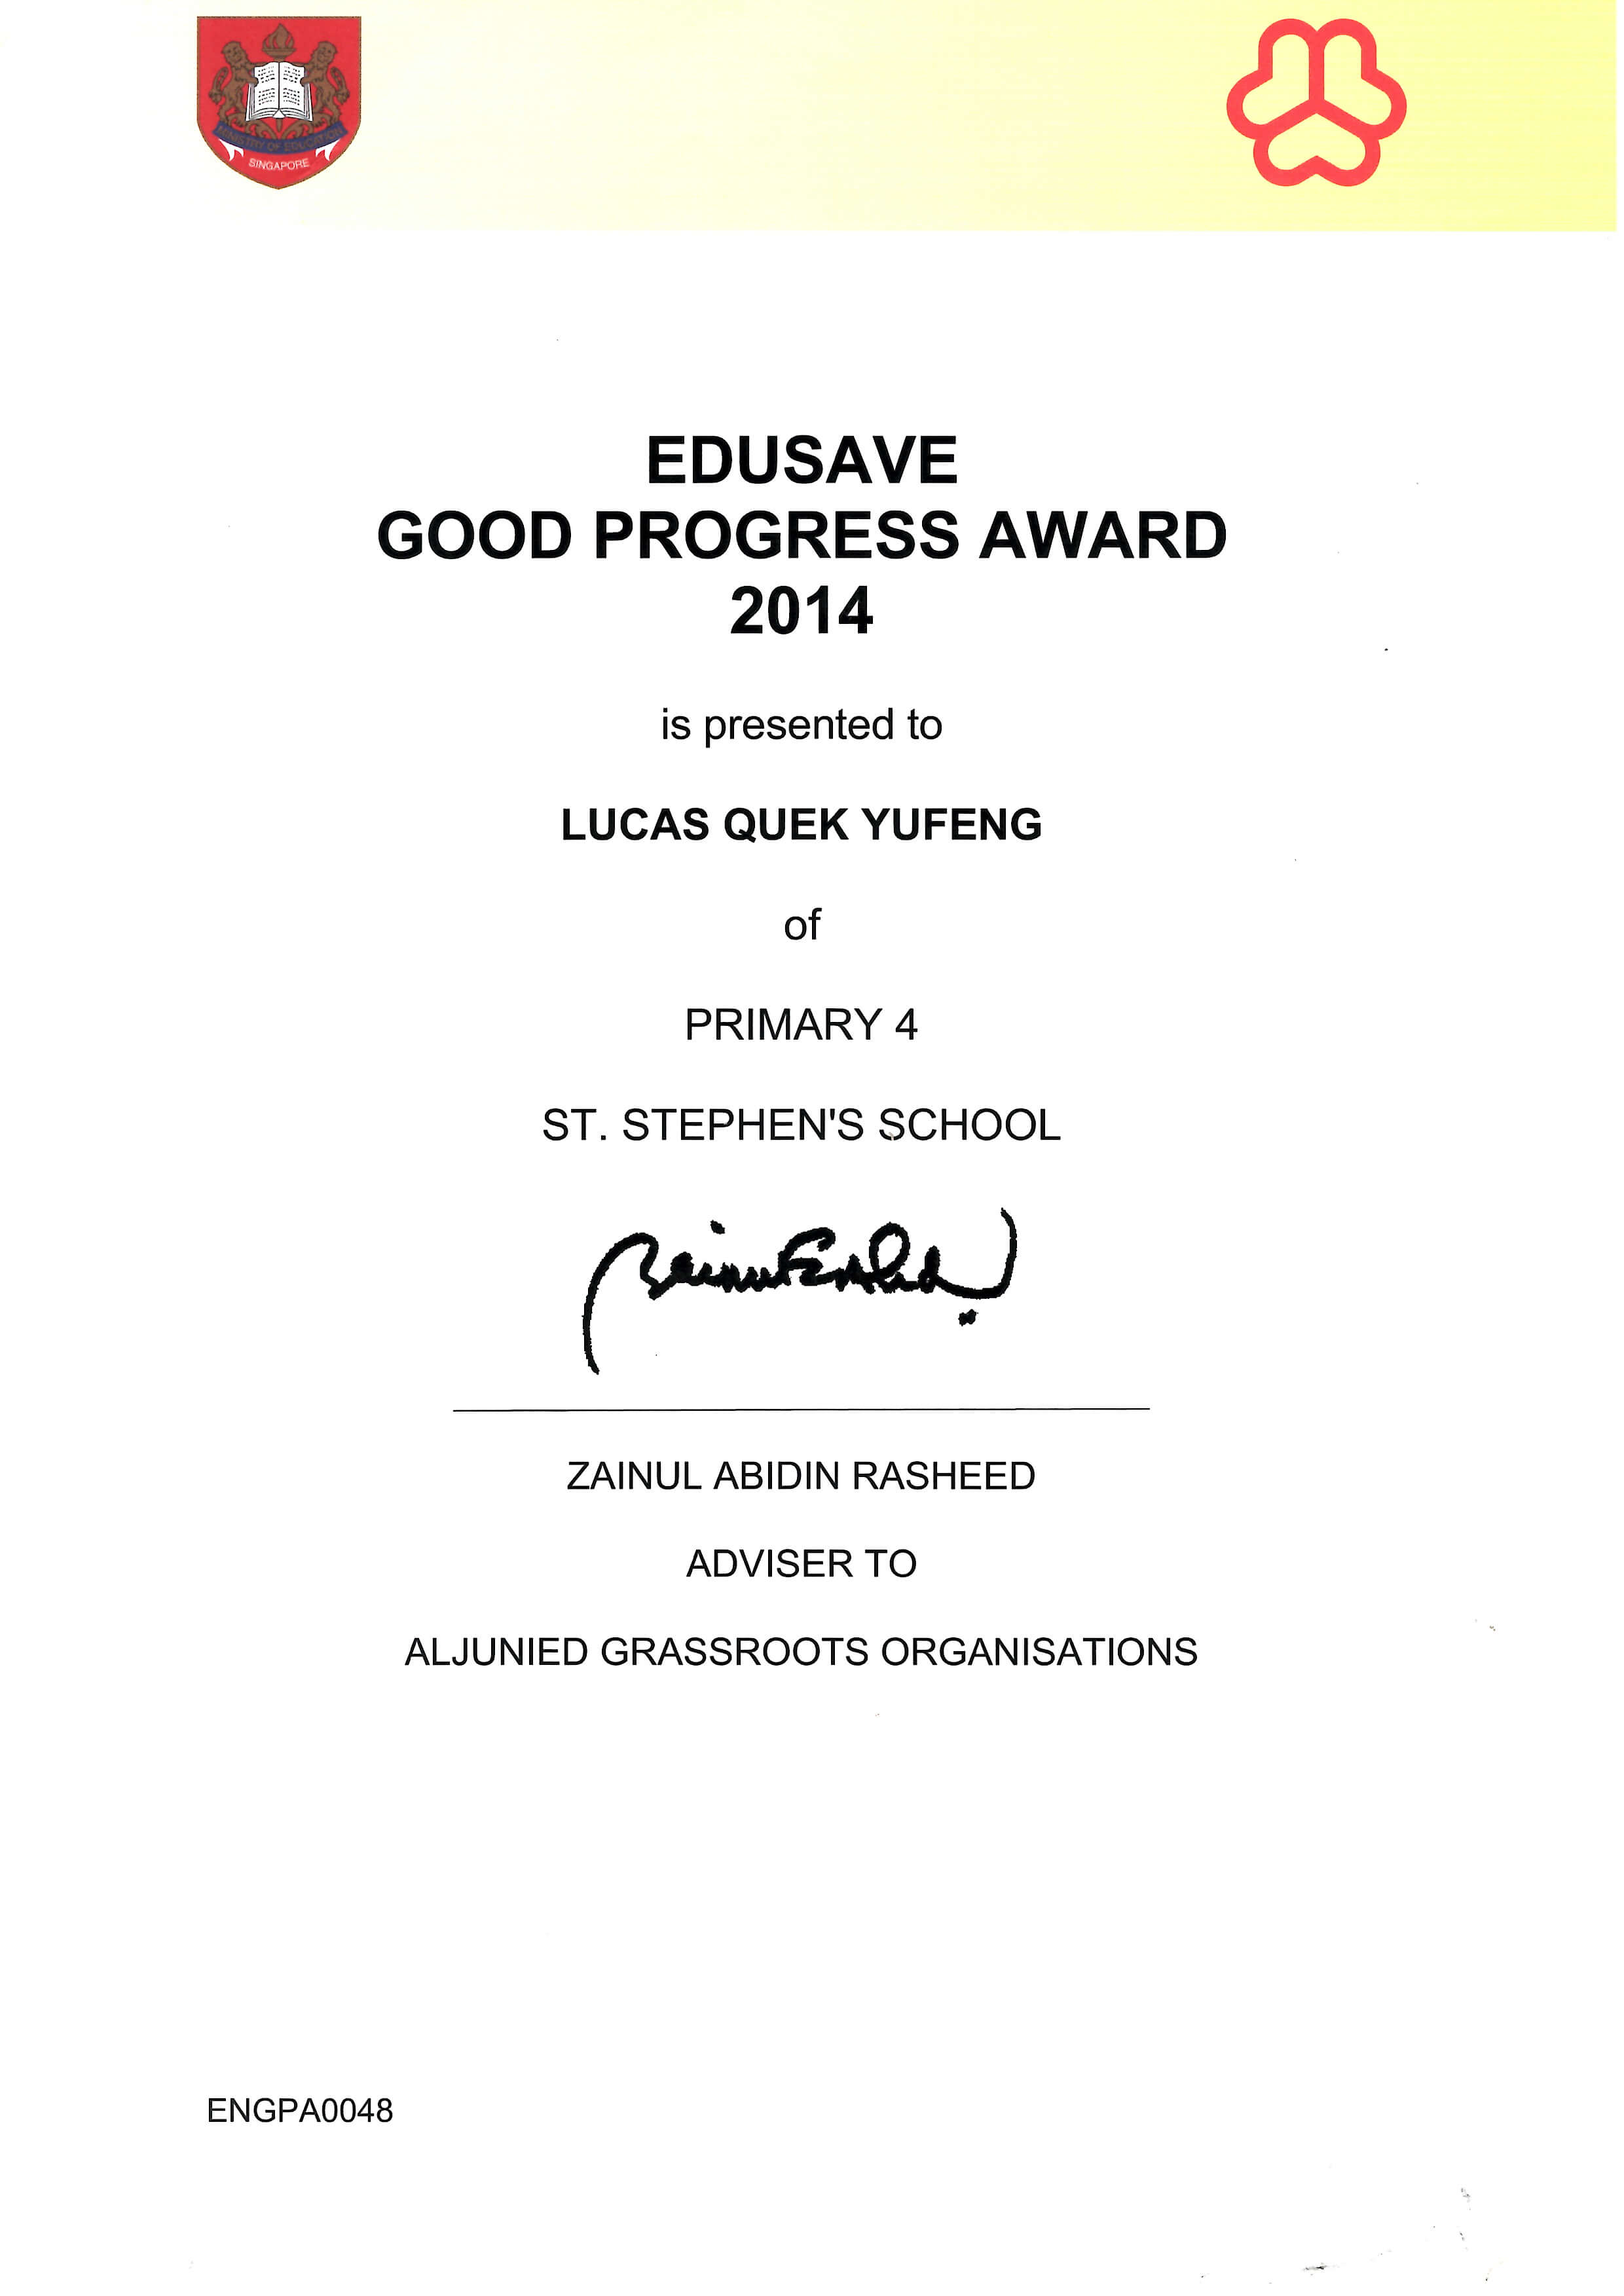 MINISTRY OF EDUCATION
SINGAPORE
EDUSAVE
GOOD PROGRESS AWARD
2014
is presented to
LUCAS QUEK YUFENG
of
PRIMARY 4
ST. STEPHEN'S SCHOOL
ZAINUL ABIDIN RASHEED
ADVISER TO
ALJUNIED GRASSROOTS ORGANISATIONS
ENGPA0048